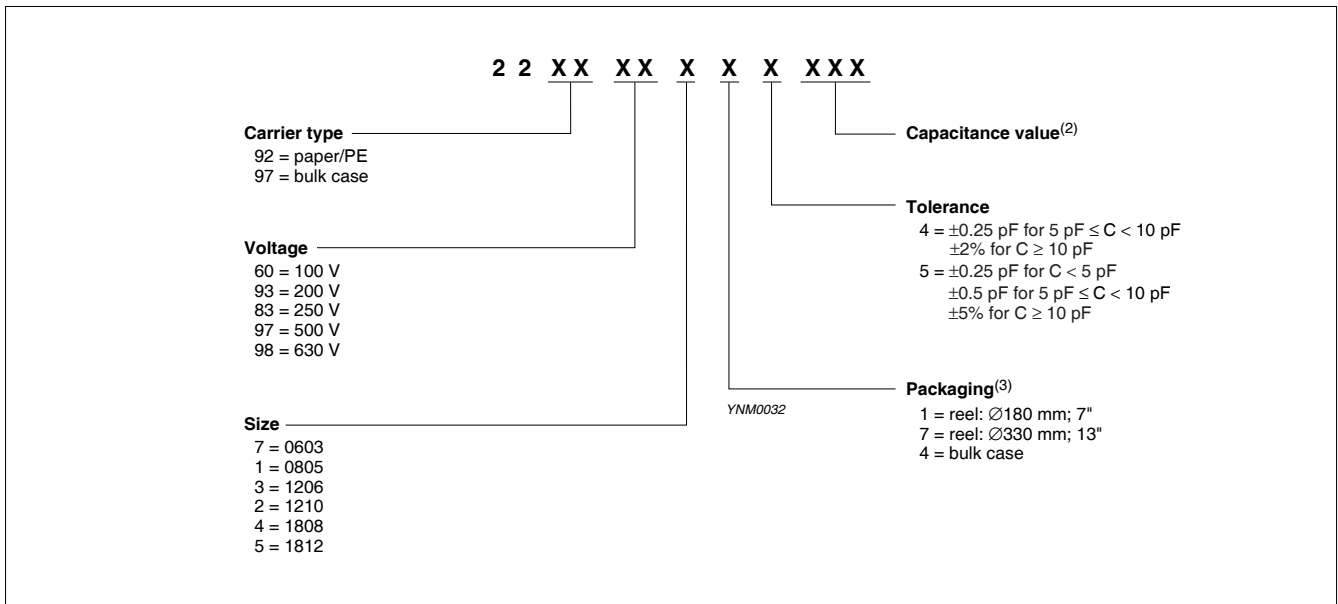 2 2 X X X X X X X X X X
Carrier type
92 = paper/PE
97 = bulk case
Voltage
60 = 100 V
93 = 200 V
83 = 250 V
97 = 500 V
98 = 630 V
Size
7 = 0603
1 = 0805
3 = 1206
2 = 1210
4 = 1808
5 = 1812
Capacitance value(2)
Tolerance
4 = ±0.25 pF for 5 pF ≤ C < 10 pF
±2% for C ≥ 10 pF
5 = ±0.25 pF for C < 5 pF
±0.5 pF for 5 pF ≤ C < 10 pF
±5% for C ≥ 10 pF
Packaging(3)
1 = reel: ∅180 mm; 7"
7 = reel: ∅330 mm; 13"
4 = bulk case
YNM0032